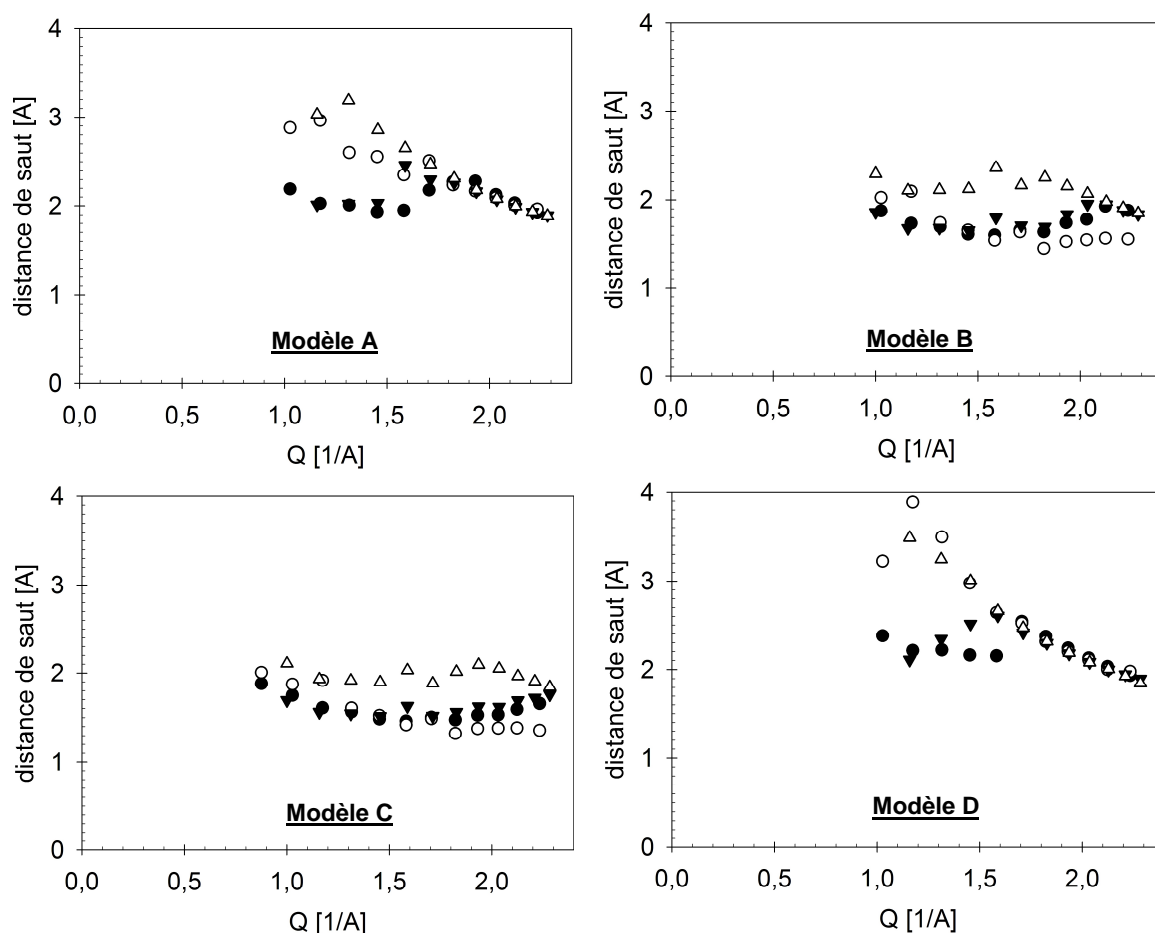 4
3
2
1
0
distance de saut [A]
Modèle A
0,0 0,5 1,0 1,5 2,0
Q [1/A]
4
3
2
1
0
distance de saut [A]
Modèle B
0,0 0,5 1,0 1,5 2,0
Q [1/A]
4
3
2
1
0
distance de saut [A]
Modèle C
0,0 0,5 1,0 1,5 2,0
Q [1/A]
4
3
2
1
0
distance de saut [A]
Modèle D
0,0 0,5 1,0 1,5 2,0
Q [1/A]